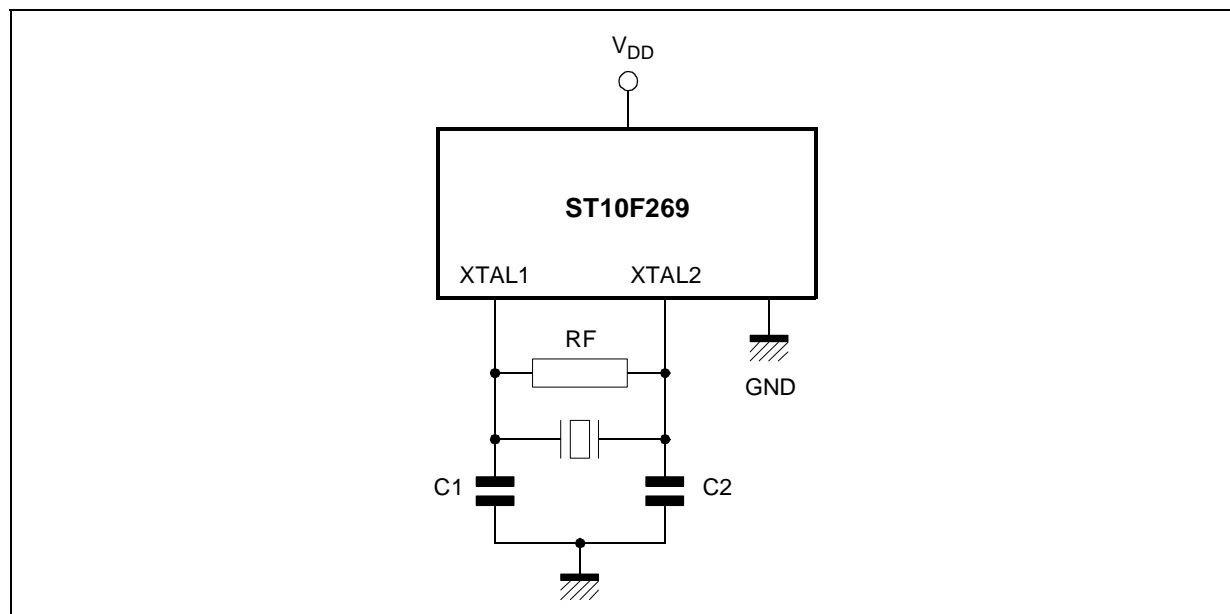 VDD
ST10F269
XTAL1 XTAL2
RF
GND
C1 C2